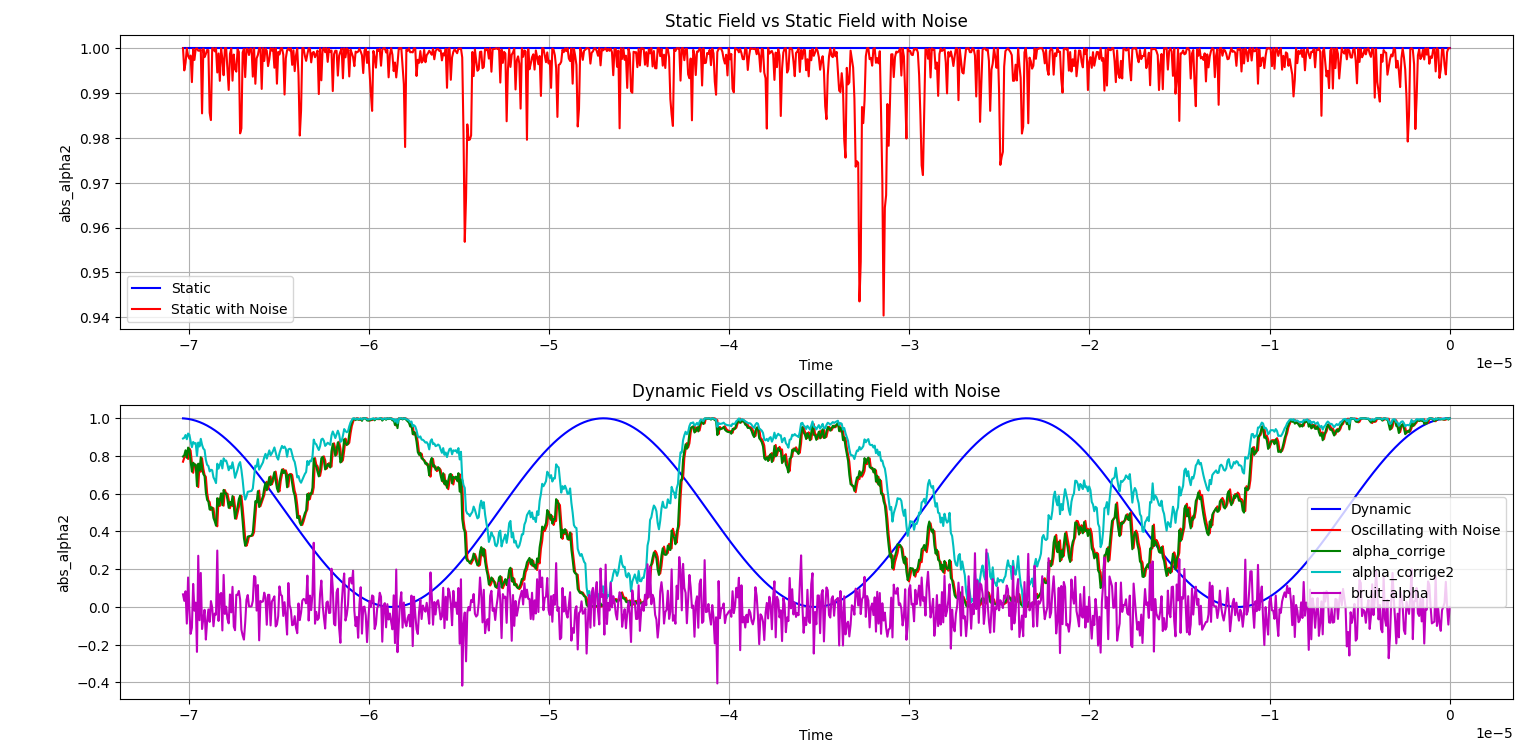 Static Field vs Static Field with Noise
1.00
0.99
0.98
0.97
0.96
0.95
0.94
abs_alpha2
Static
Static with Noise
−7 −6 −5 −4 −3 −2 −1 0
1e−5
Time
Dynamic Field vs Oscillating Field with Noise
1.0
0.8
0.6
0.4
0.2
0.0
−0.2
−0.4
abs_alpha2
Dynamic
Oscillating with Noise
alpha_corrige
alpha_corrige2
bruit_alpha
−7 −6 −5 −4 −3 −2 −1 0
1e−5
Time